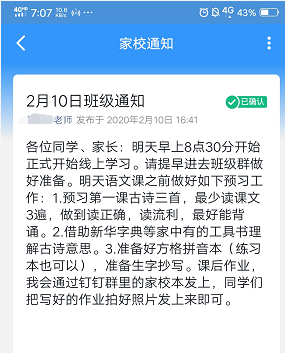 4GHD 7:07 10.6 KB/s 4G 43%
家校通知
2月10日班级通知
已确认
老师 发布于 2020年2月10日 16:41
各位同学、家长：明天早上8点30分开始
正式开始线上学习。请提早进去班级群做
好准备。明天语文课之前做好如下预习工
作：1.预习第一课古诗三首，最少读课文
3遍，做到读正确，读流利，最好能背
诵。2.借助新华字典等家中有的工具书理
解古诗意思。3.准备好方格拼音本（练习
本也可以），准备生字抄写。课后作业，
我会通过钉钉群里的家校本发上，同学们
把写好的作业拍好照片发上来即可。